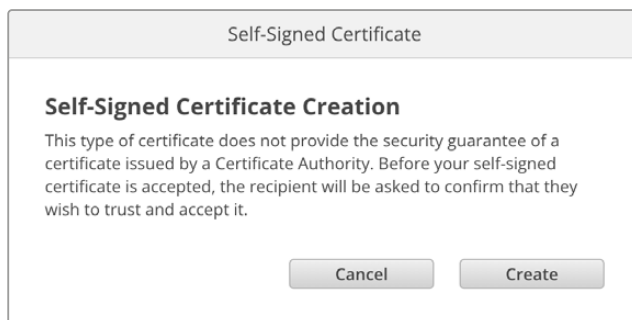 Self-Signed Certificate
Self-Signed Certificate Creation
This type of certificate does not provide the security guarantee of a
certificate issued by a Certificate Authority. Before your self-signed
certificate is accepted, the recipient will be asked to confirm that they
wish to trust and accept it.
Cancel Create